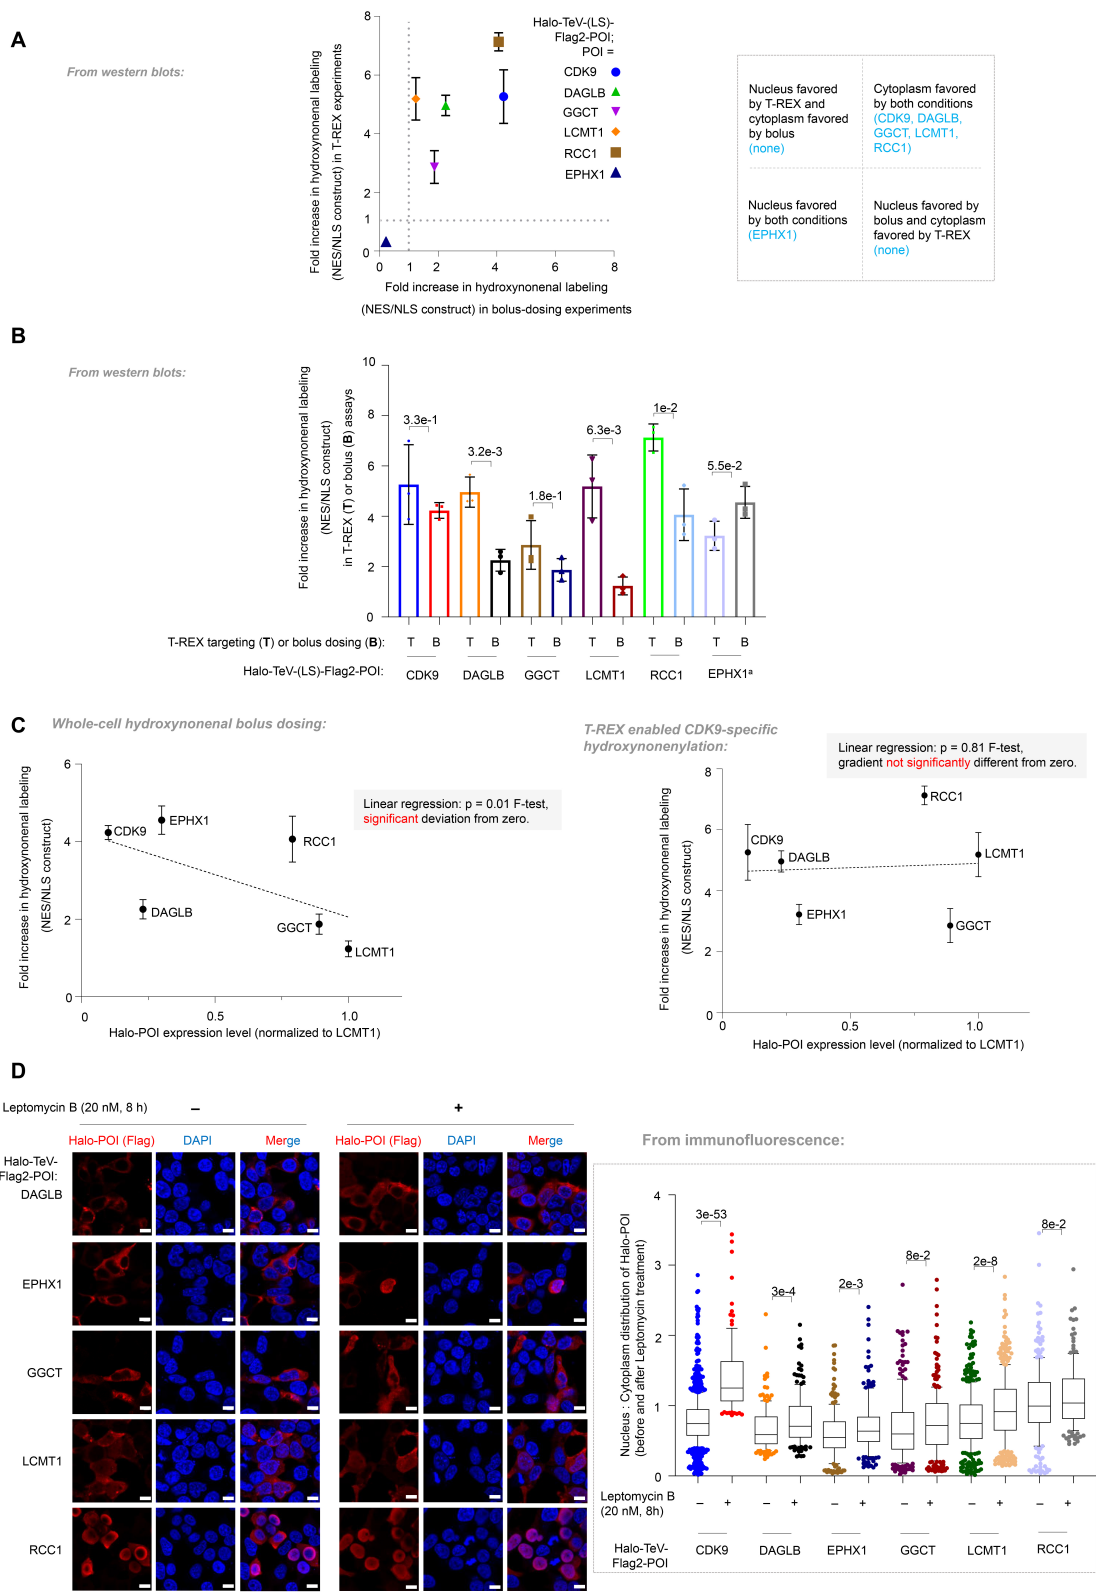 A
From western blots:
Fold increase in hydroxynonenal labeling
(NES/NLS construct) in T-REX experiments
8
6
4
2
1
0
0
1
2
4
6
8
Fold increase in hydroxynonenal labeling
(NES/NLS construct) in bolus-dosing experiments
Halo-TeV-(LS)-
Flag2-POI;
POI =
CDK9
DAGLB
GGCT
LCMT1
RCC1
EPHX1
Nucleus favored
by T-REX and
cytoplasm favored
by bolus
(none)
Cytoplasm favored
by both conditions
(CDK9, DAGLB,
GGCT, LCMT1,
RCC1)
Nucleus favored
by both conditions
(EPHX1)
Nucleus favored by
bolus and cytoplasm
favored by T-REX
(none)
B
From western blots:
Fold increase in hydroxynonenal labeling
(NES/NLS construct)
in T-REX (T) or bolus (B) assays
10
8
6
4
2
0
3.3e-1
3.2e-3
1.8e-1
6.3e-3
1e-2
5.5e-2
T-REX targeting (T) or bolus dosing (B):
T B T B T B T B T B T B
Halo-TeV-(LS)-Flag2-POI:
CDK9 DAGLB GGCT LCMT1 RCC1 EPHX1a
C
Whole-cell hydroxynonenal bolus dosing:
Fold increase in hydroxynonenal labeling
(NES/NLS construct)
6
4
2
0
Linear regression: p = 0.01 F-test,
significant deviation from zero.
CDK9
EPHX1
RCC1
DAGLB
GGCT
LCMT1
0
0.5
1.0
Halo-POI expression level (normalized to LCMT1)
T-REX enabled CDK9-specific
hydroxynonenylation:
Linear regression: p = 0.81 F-test,
gradient not significantly different from zero.
Fold increase in hydroxynonenal labeling
(NES/NLS construct)
8
6
4
2
0
RCC1
CDK9
DAGLB
LCMT1
EPHX1
GGCT
0
0.5
1.0
Halo-POI expression level (normalized to LCMT1)
D
Leptomycin B (20 nM, 8 h)
–
+
Halo-POI (Flag)
DAPI
Merge
Halo-POI (Flag)
DAPI
Merge
Halo-TeV-
Flag2-POI:
DAGLB
EPHX1
GGCT
LCMT1
RCC1
From immunofluorescence:
Nucleus : Cytoplasm distribution of Halo-POI
(before and after Leptomycin treatment)
4
3
2
1
0
3e-53
3e-4
2e-3
8e-2
2e-8
8e-2
Leptomycin B
(20 nM, 8h)
– + – + – + – + – + – +
Halo-TeV-
Flag2-POI
CDK9 DAGLB EPHX1 GGCT LCMT1 RCC1